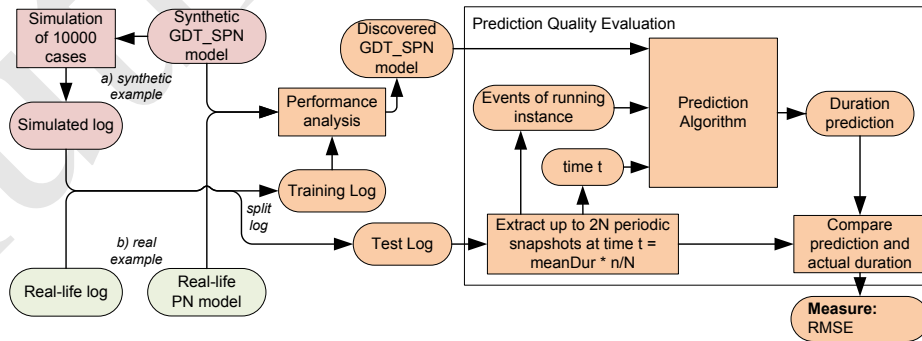 Simulation
of 10000
cases
Synthetic
GDT_SPN
model
a) synthetic
example
Simulated log
Discovered
GDT_SPN
model
Performance
analysis
Training Log
split
log
Test Log
b) real
example
Real-life log
Real-life
PN model
Prediction Quality Evaluation
Events of running
instance
time t
Prediction
Algorithm
Duration
prediction
Extract up to 2N periodic
snapshots at time t =
meanDur * n/N
Compare
prediction and
actual duration
Measure:
RMSE